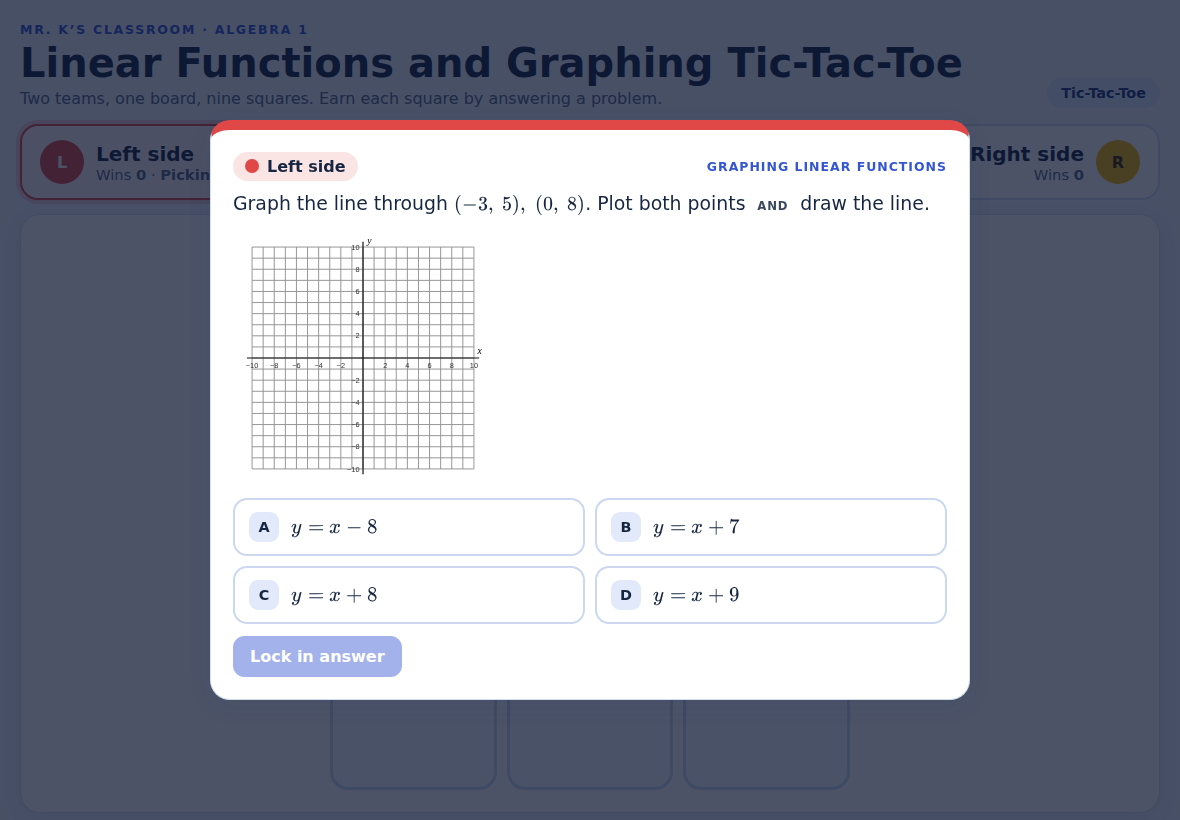 MR. K'S CLASSROOM · ALGEBRA 1
Linear Functions and Graphing Tic-Tac-Toe
Two teams, one board, nine squares. Earn each square by answering a problem.
Tic-Tac-Toe
L
Left side
Wins 0 · Pickin
Right side
Wins 0
R
Left side
GRAPHING LINEAR FUNCTIONS
Graph the line through (−3, 5), (0, 8). Plot both points AND draw the line.
y
10
8
6
4
2
x
−10 −8 −6 −4 −2 2 4 6 8 10
−2
−4
−6
−8
−10
A y = x − 8
B y = x + 7
C y = x + 8
D y = x + 9
Lock in answer